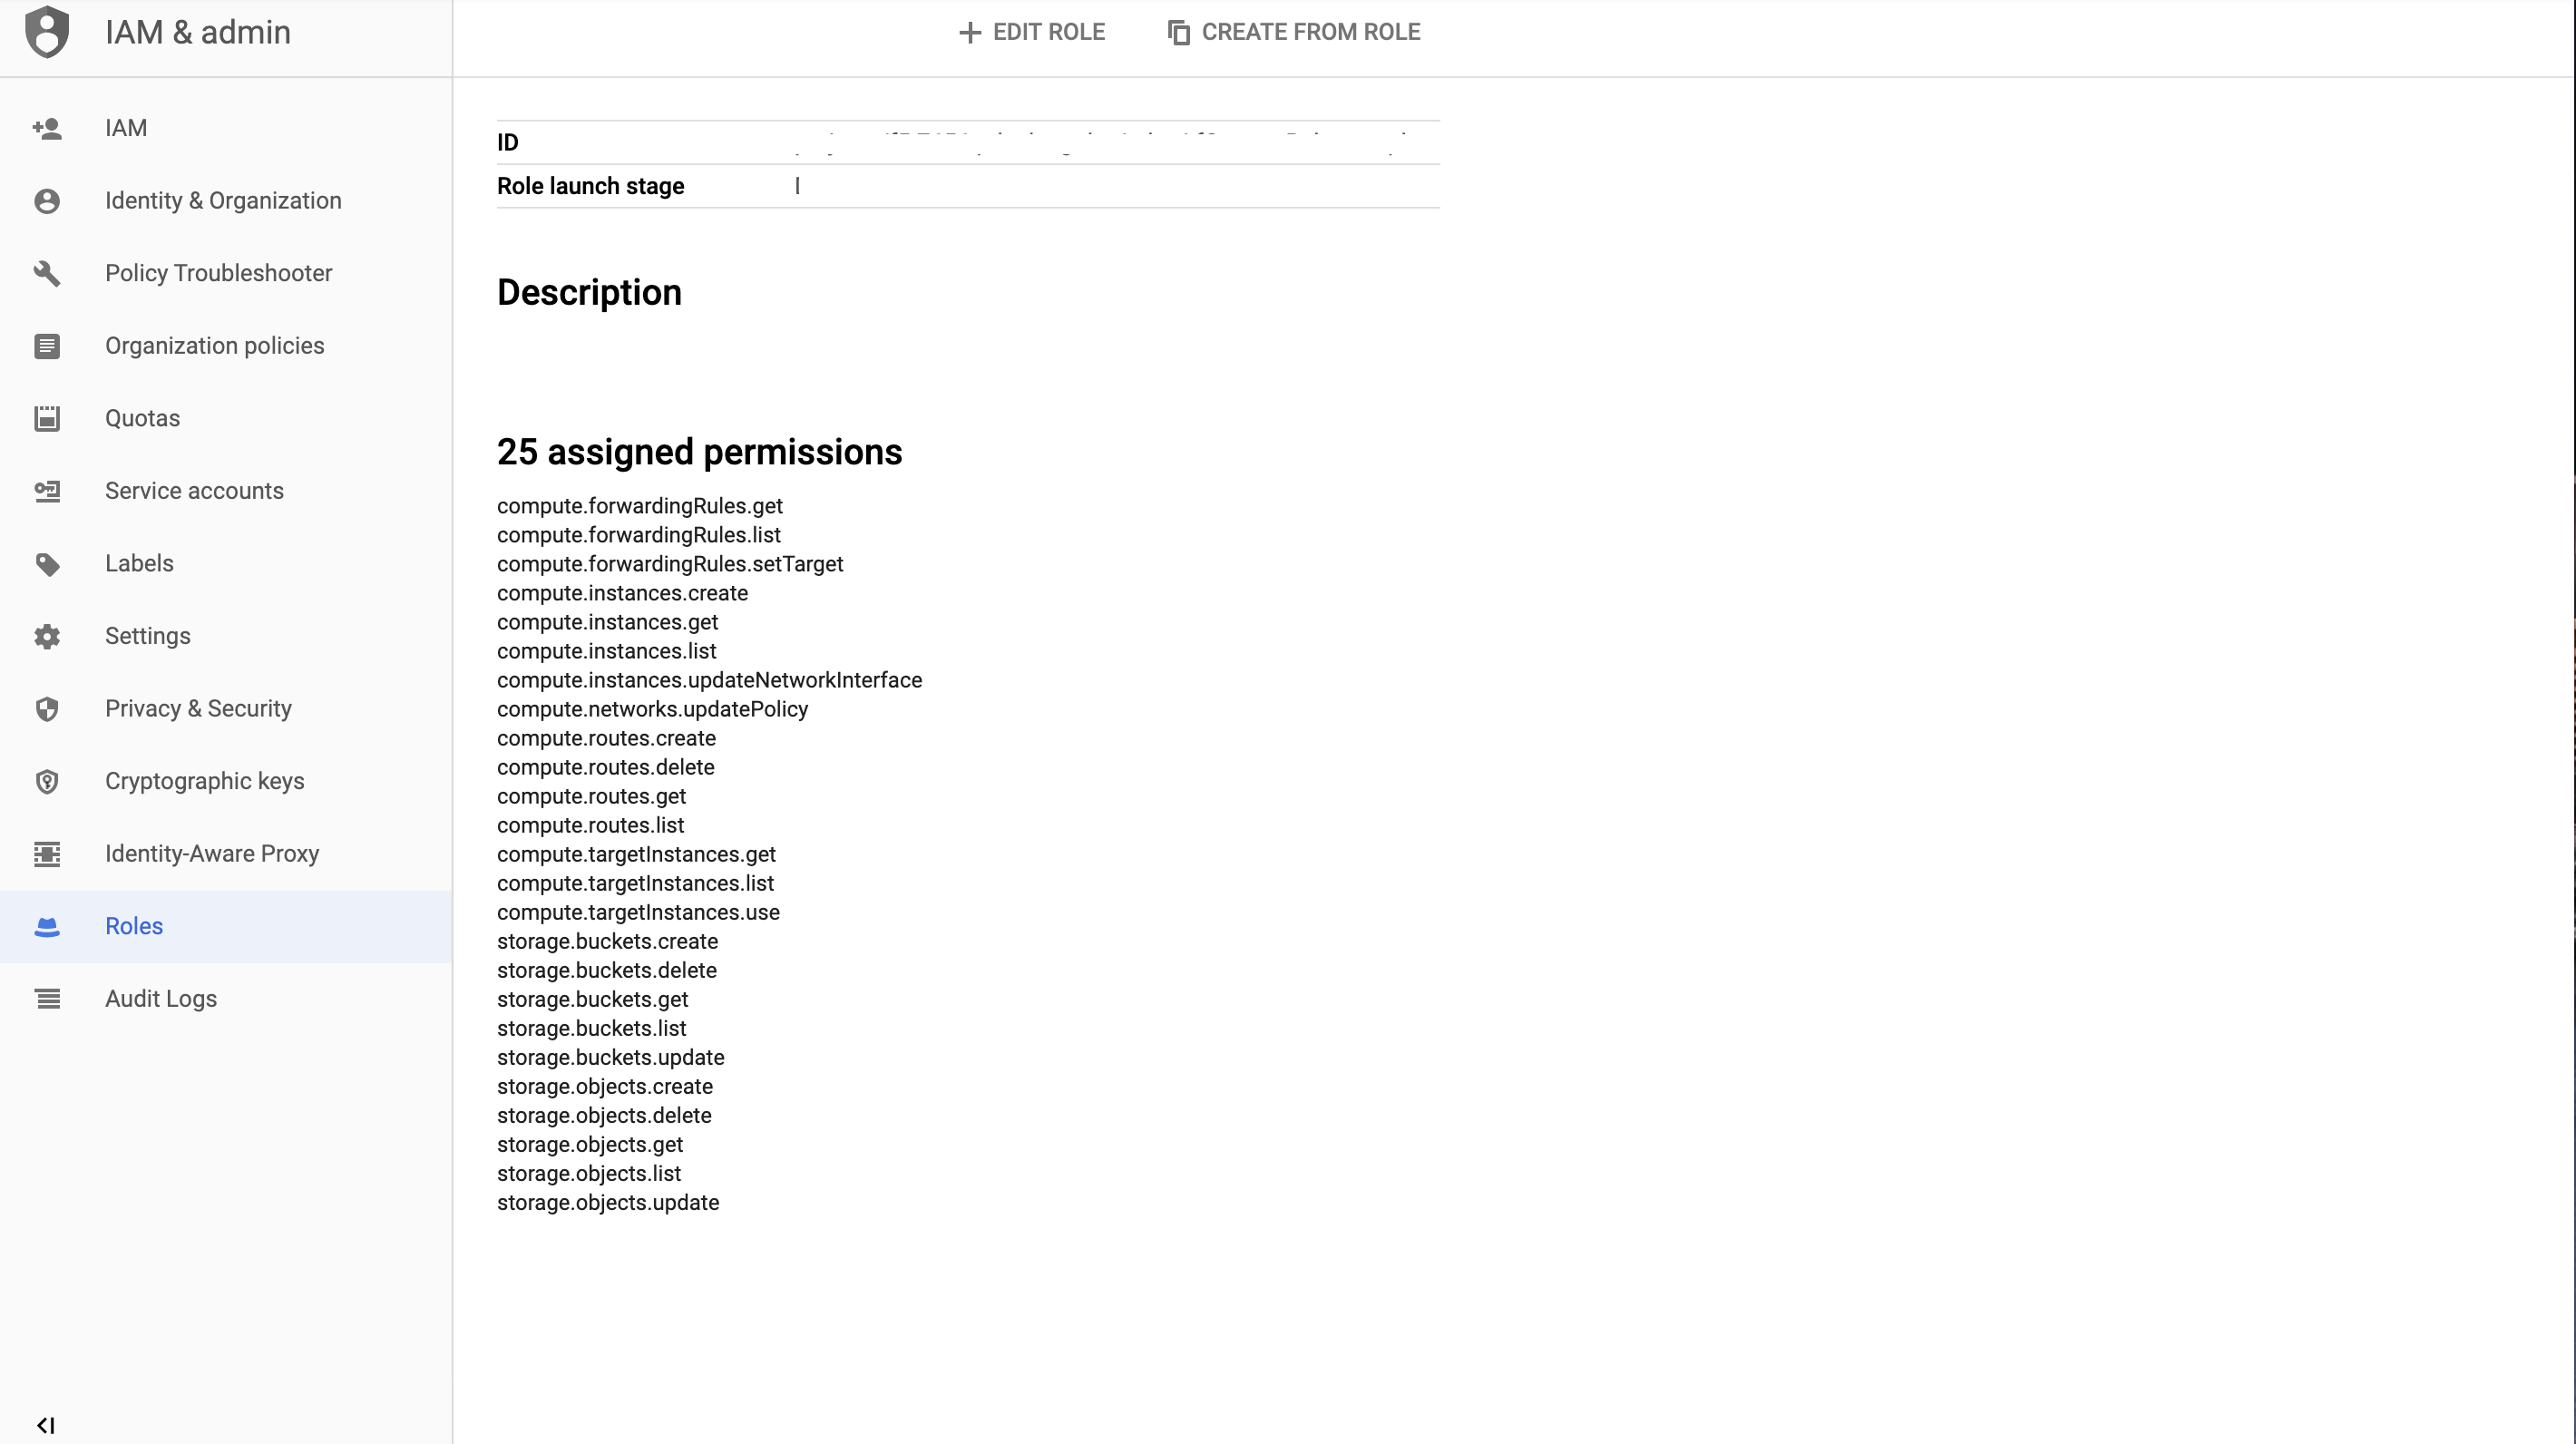 IAM & admin
EDIT ROLE
CREATE FROM ROLE
IAM
Identity & Organization
Policy Troubleshooter
Organization policies
Quotas
Service accounts
Labels
Settings
Privacy & Security
Cryptographic keys
Identity-Aware Proxy
Roles
Audit Logs
ID
Role launch stage
Description
25 assigned permissions
compute.forwardingRules.get
compute.forwardingRules.list
compute.forwardingRules.setTarget
compute.instances.create
compute.instances.get
compute.instances.list
compute.instances.updateNetworkInterface
compute.networks.updatePolicy
compute.routes.create
compute.routes.delete
compute.routes.get
compute.routes.list
compute.targetInstances.get
compute.targetInstances.list
compute.targetInstances.use
storage.buckets.create
storage.buckets.delete
storage.buckets.get
storage.buckets.list
storage.buckets.update
storage.objects.create
storage.objects.delete
storage.objects.get
storage.objects.list
storage.objects.update